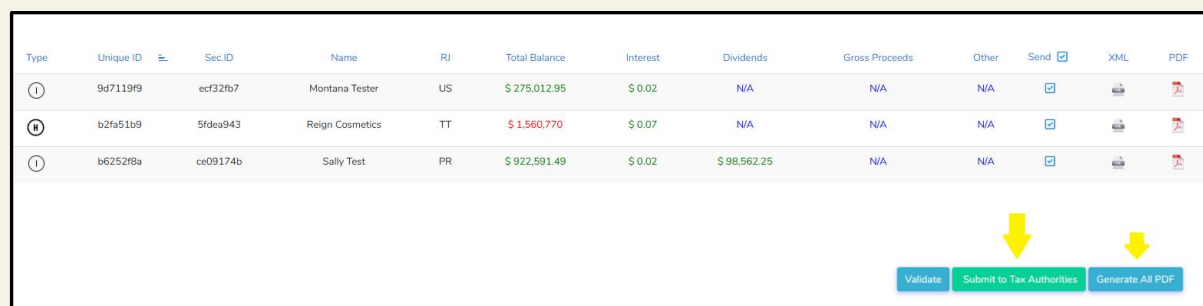 Type Unique ID Sec.ID Name RJ Total Balance Interest Dividends Gross Proceeds Other Send XML PDF
I 9d7119f9 ecf32fb7 Montana Tester US $ 275,012.95 $ 0.02 N/A N/A N/A
H b2fa51b9 5fdea943 Reign Cosmetics TT $ 1,560,770 $ 0.07 N/A N/A N/A
I b6252f8a ce09174b Sally Test PR $ 922,591.49 $ 0.02 $ 98,562.25 N/A N/A
Validate Submit to Tax Authorities Generate All PDF